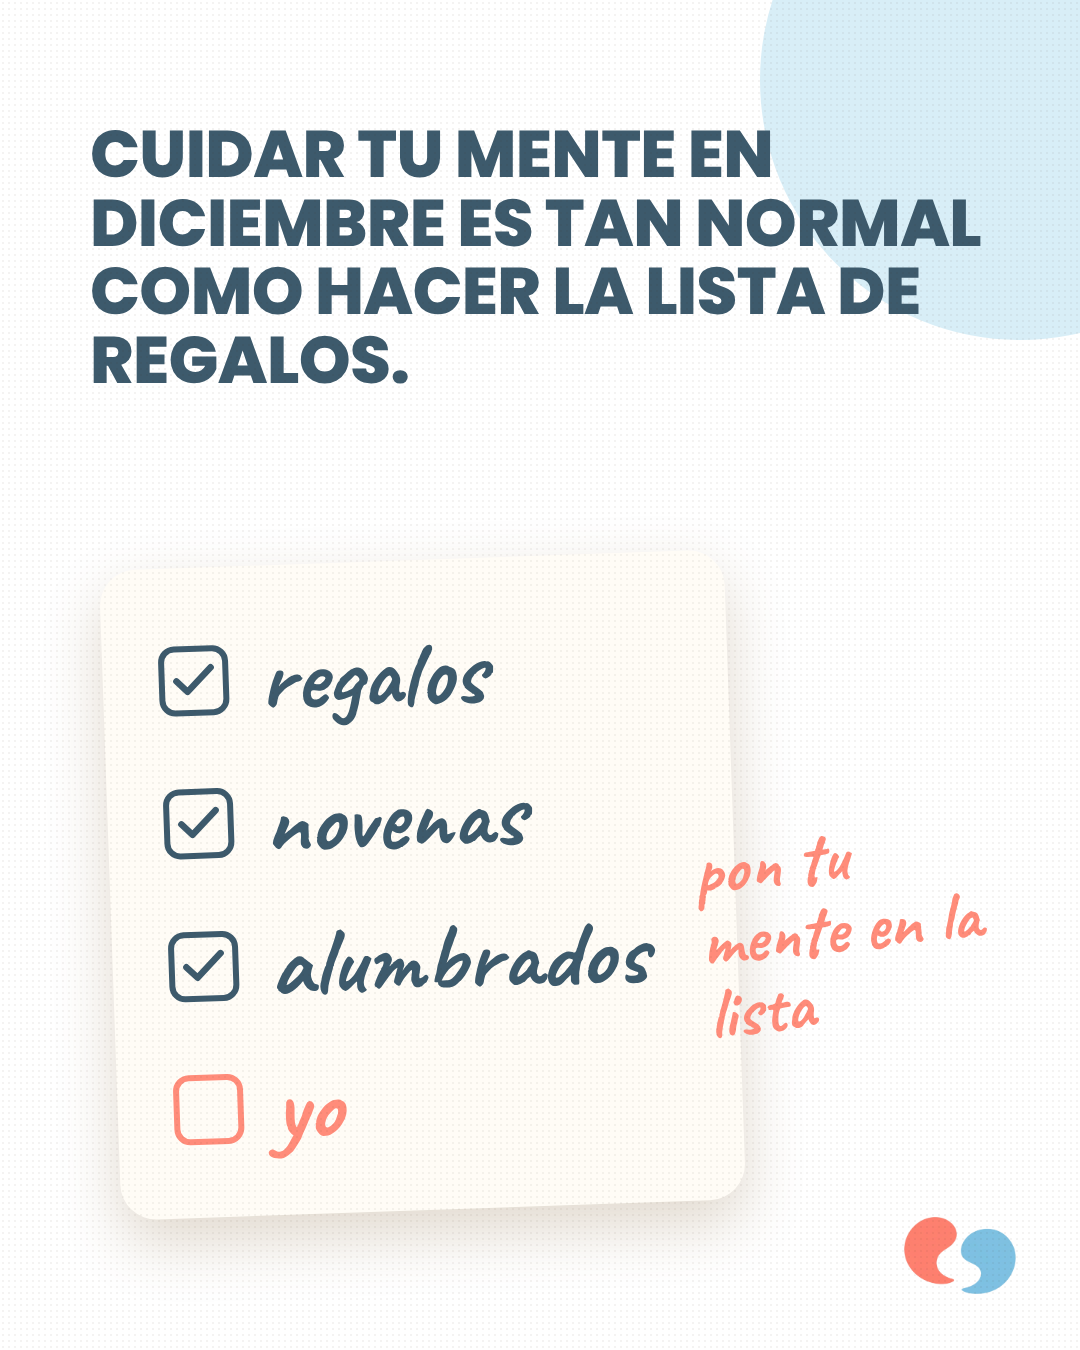 CUIDAR TU MENTE EN
DICIEMBRE ES TAN NORMAL
COMO HACER LA LISTA DE
REGALOS.
regalos
novenas
alumbrados
yo
pon tu
mente en la
lista